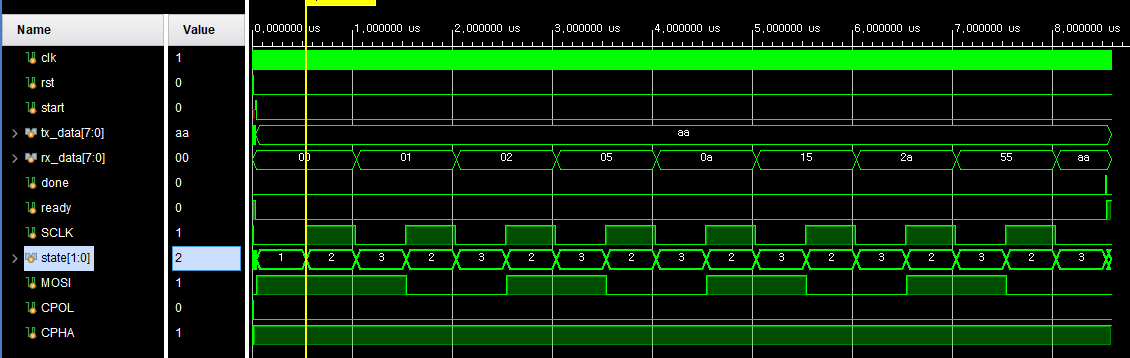 Name Value
0,000000 us 1,000000 us 2,000000 us 3,000000 us 4,000000 us 5,000000 us 6,000000 us 7,000000 us 8,000000 us
clk 1
rst 0
start 0
tx_data[7:0] aa aa
rx_data[7:0] 00 00 01 02 05 0a 15 2a 55 aa
done 0
ready 0
SCLK 1
state[1:0] 2 1 2 3 2 3 2 3 2 3 2 3 2 3 2 3 2 3
MOSI 1
CPOL 0
CPHA 1